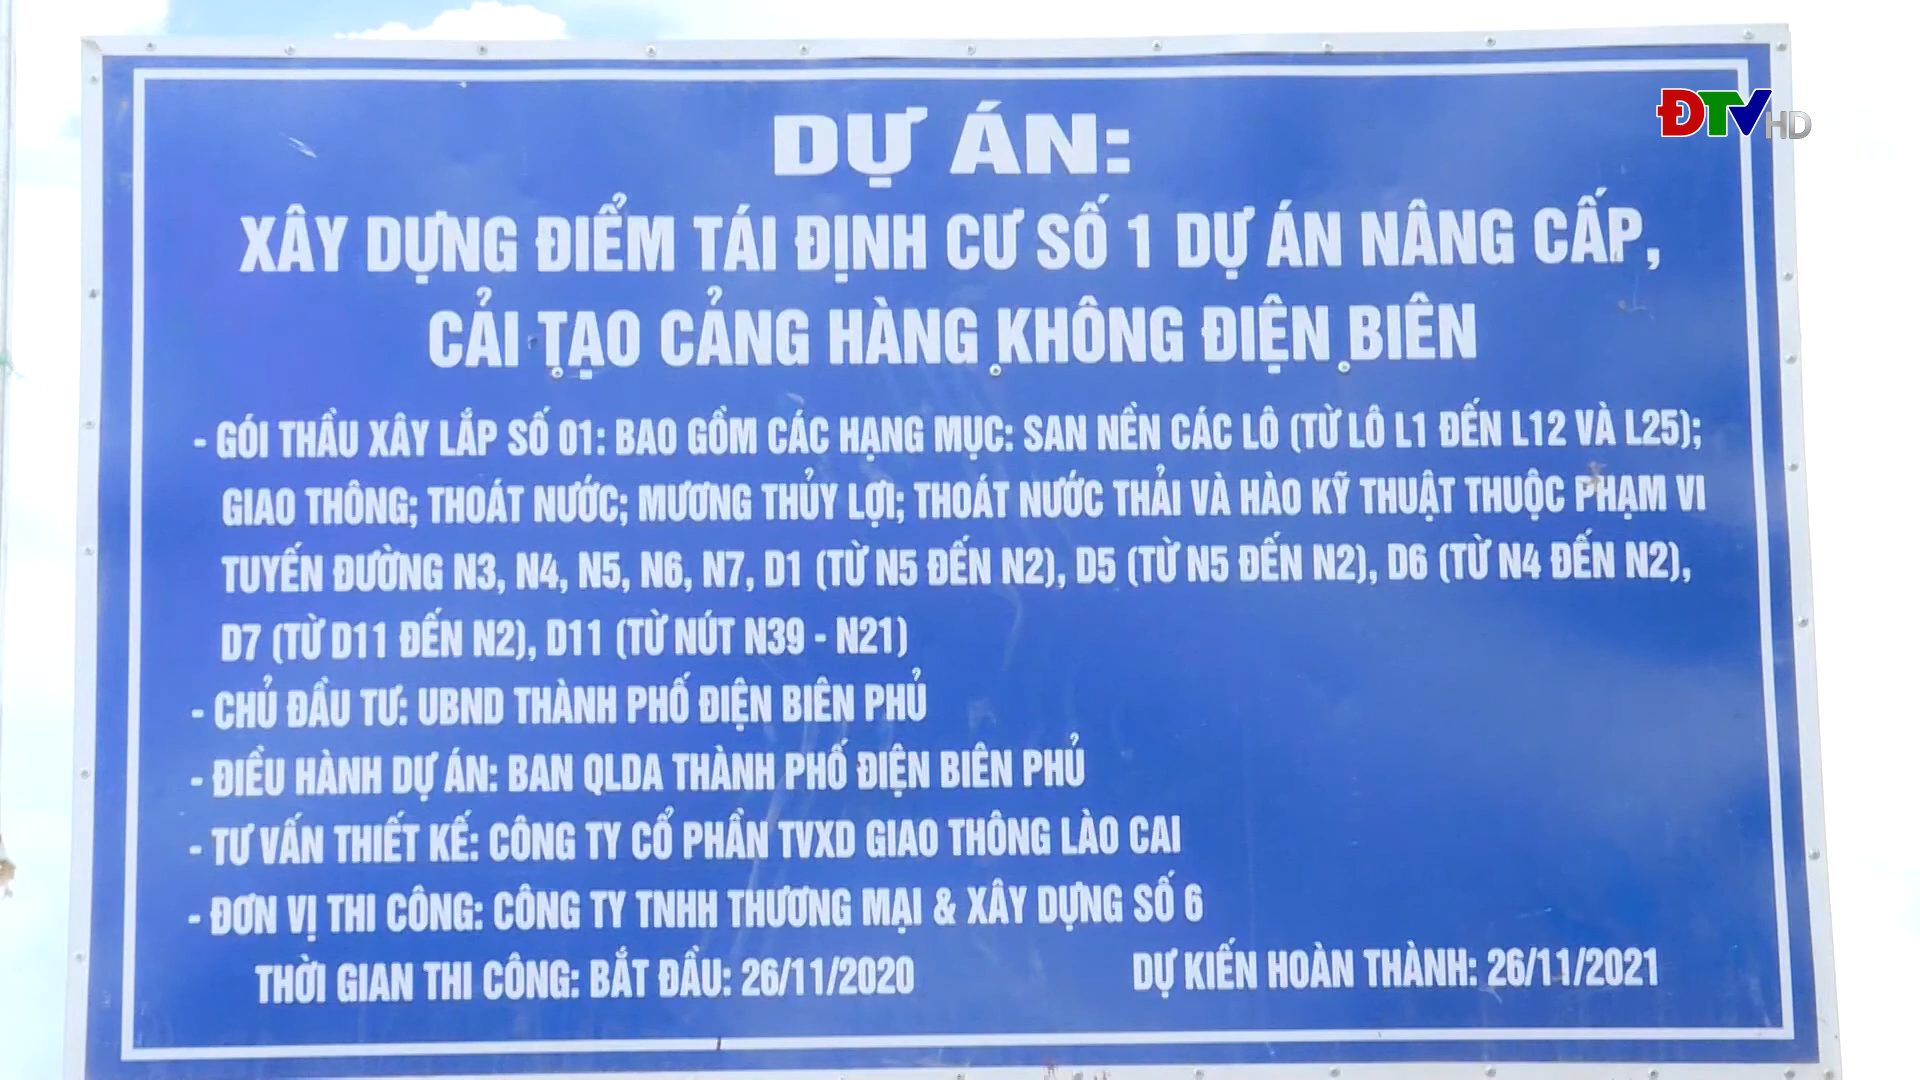 ĐTV HD
DỰ ÁN:
XÂY DỰNG ĐIỂM TÁI ĐỊNH CƯ SỐ 1 DỰ ÁN NÂNG CẤP,
CẢI TẠO CẢNG HÀNG KHÔNG ĐIỆN BIÊN
- GÓI THẦU XÂY LẮP SỐ 01: BAO GỒM CÁC HẠNG MỤC: SAN NỀN CÁC LÔ (TỪ LÔ L1 ĐẾN L12 VÀ L25);
GIAO THÔNG; THOÁT NƯỚC; MƯƠNG THỦY LỢI; THOÁT NƯỚC THẢI VÀ HÀO KỸ THUẬT THUỘC PHẠM VI
TUYẾN ĐƯỜNG N3, N4, N5, N6, N7, D1 (TỪ N5 ĐẾN N2), D5 (TỪ N5 ĐẾN N2), D6 (TỪ N4 ĐẾN N2),
D7 (TỪ D11 ĐẾN N2), D11 (TỪ NÚT N39 - N21)
- CHỦ ĐẦU TƯ: UBND THÀNH PHỐ ĐIỆN BIÊN PHỦ
- ĐIỀU HÀNH DỰ ÁN: BAN QLDA THÀNH PHỐ ĐIỆN BIÊN PHỦ
- TƯ VẤN THIẾT KẾ: CÔNG TY CỔ PHẦN TVXD GIAO THÔNG LÀO CAI
- ĐƠN VỊ THI CÔNG: CÔNG TY TNHH THƯƠNG MẠI & XÂY DỰNG SỐ 6
THỜI GIAN THI CÔNG: BẮT ĐẦU: 26/11/2020 DỰ KIẾN HOÀN THÀNH: 26/11/2021